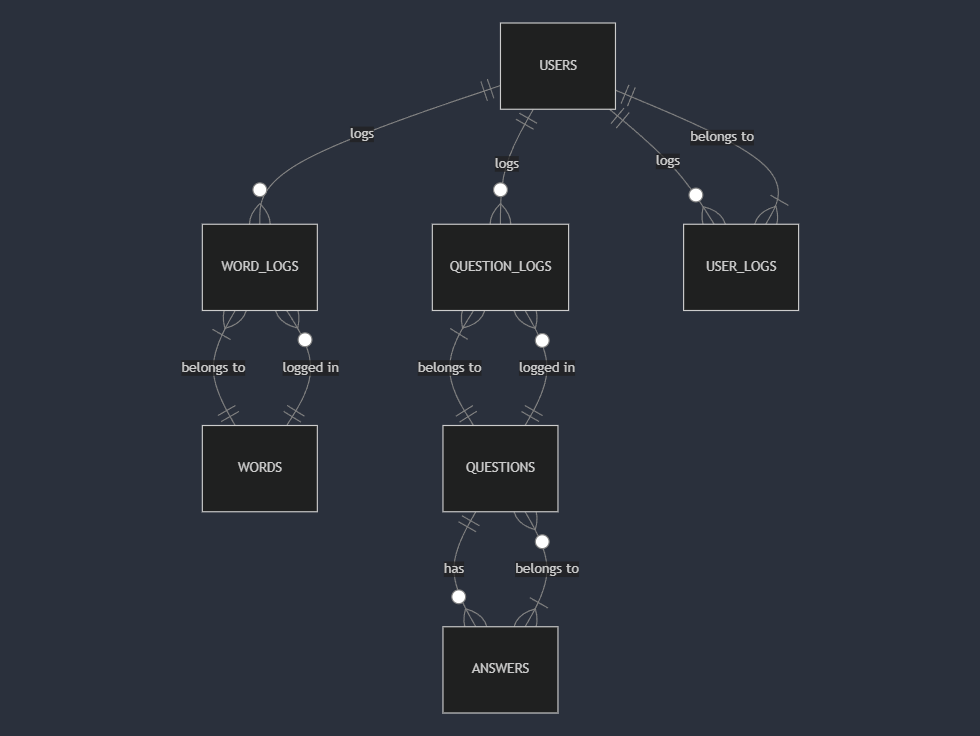 USERS
belongs to
logs
logs
logs
WORD_LOGS
QUESTION_LOGS
USER_LOGS
belongs to
logged in
belongs to
logged in
WORDS
QUESTIONS
has
belongs to
ANSWERS